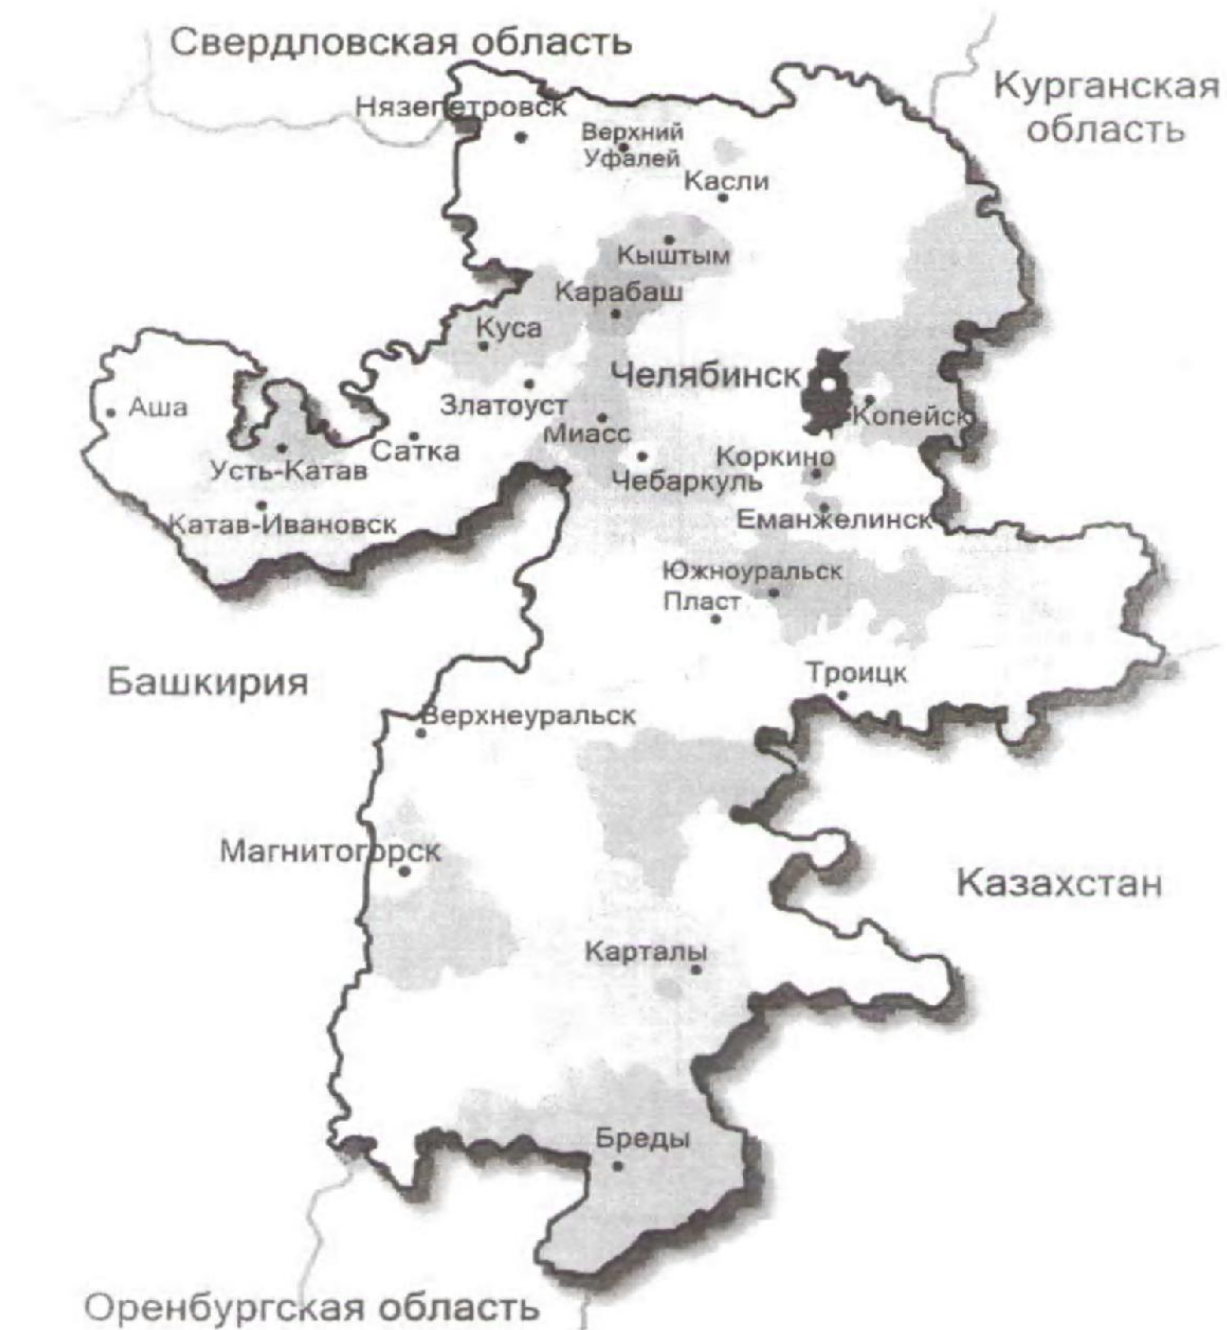 Свердловская область
Курганская
область
Нязепетровск
Верхний
Уфалей
Касли
Кыштым
Карабаш
Куса
Челябинск
Аша
Златоуст
Копейск
Миасс
Сатка
Усть-Катав
Коркино
Чебаркуль
Катав-Ивановск
Еманжелинск
Южноуральск
Пласт
Башкирия
Троицк
Верхнеуральск
Магнитогорск
Казахстан
Карталы
Бреды
Оренбургская область